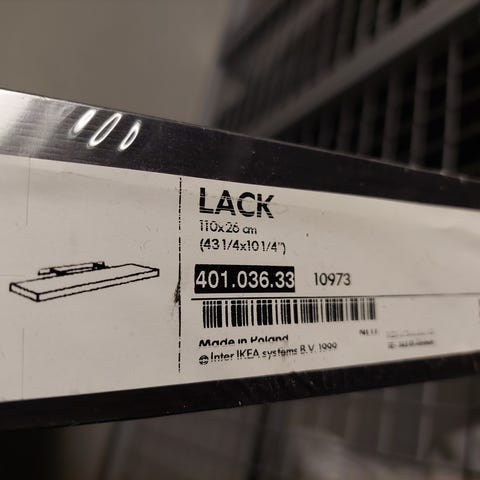 LACK
110x26 cm
(43 1/4x10 1/4")
401.036.33 10973
Made in Poland
© Inter IKEA systems B.V. 1999